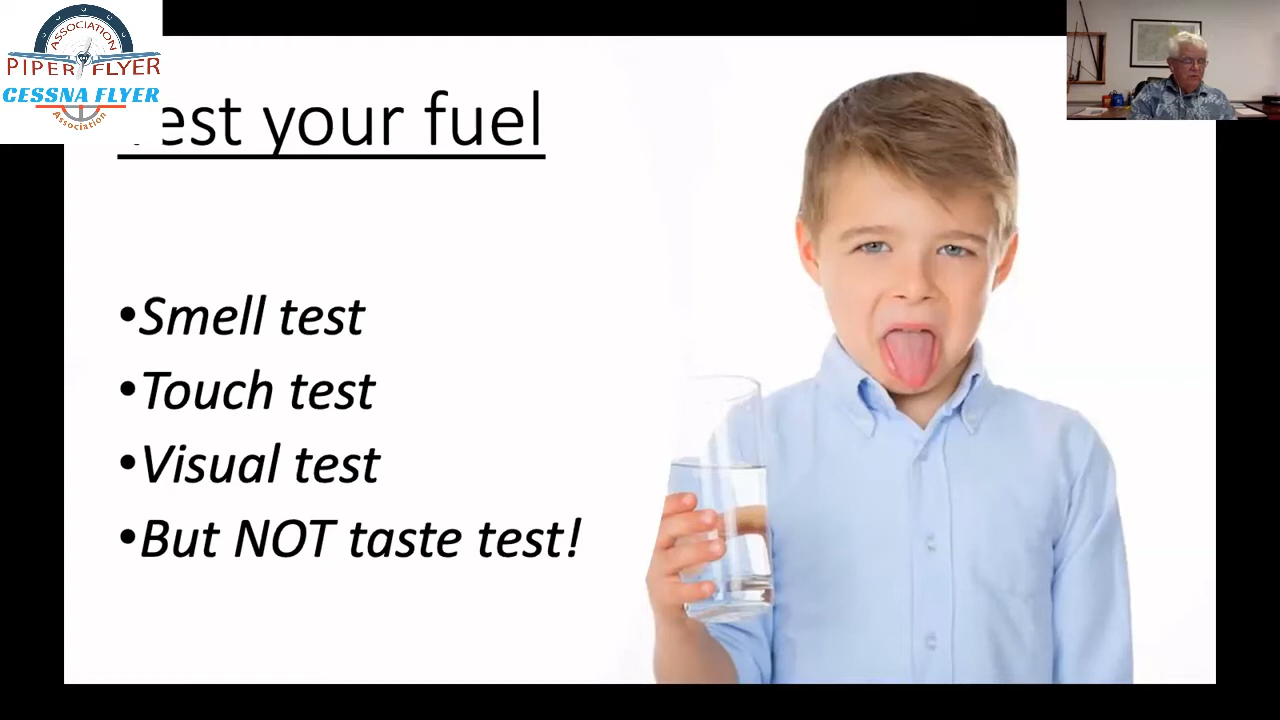 ASSOCIATION
PIPER FLYER
CESSNA FLYER
Association
est your fuel
•Smell test
•Touch test
•Visual test
•But NOT taste test!